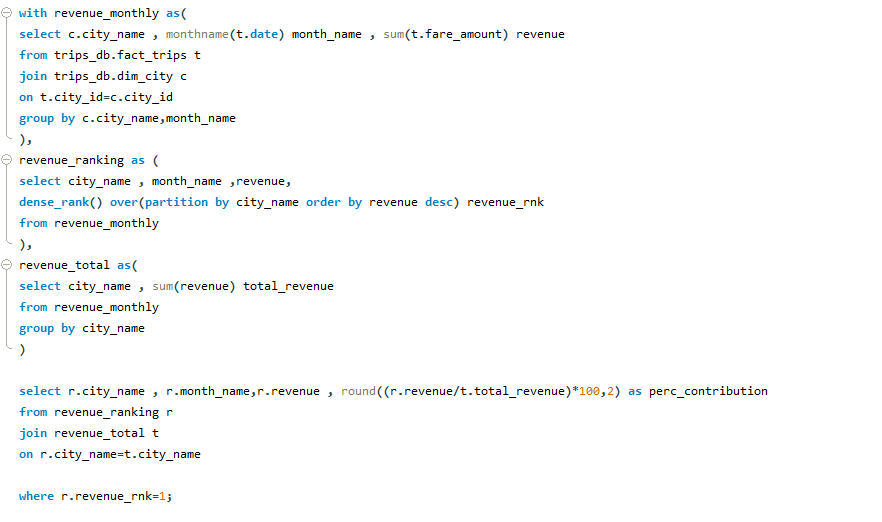 with revenue_monthly as(
select c.city_name , monthname(t.date) month_name , sum(t.fare_amount) revenue
from trips_db.fact_trips t
join trips_db.dim_city c
on t.city_id=c.city_id
group by c.city_name,month_name
),
revenue_ranking as (
select city_name , month_name ,revenue,
dense_rank() over(partition by city_name order by revenue desc) revenue_rnk
from revenue_monthly
),
revenue_total as(
select city_name , sum(revenue) total_revenue
from revenue_monthly
group by city_name
)
select r.city_name , r.month_name,r.revenue , round((r.revenue/t.total_revenue)*100,2) as perc_contribution
from revenue_ranking r
join revenue_total t
on r.city_name=t.city_name
where r.revenue_rnk=1;